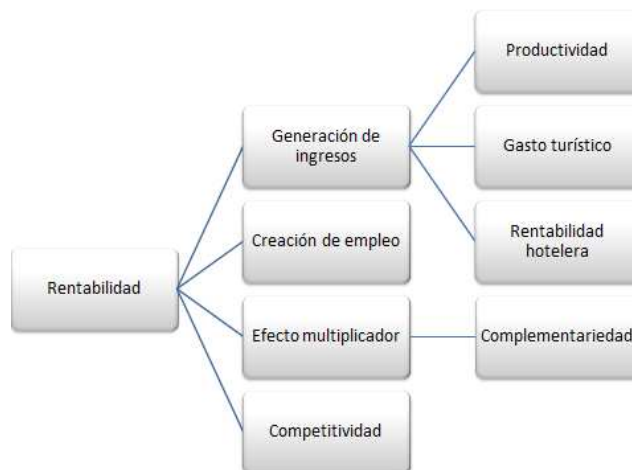 Productividad
Generación de
ingresos
Gasto turístico
Creación de empleo
Rentabilidad
hotelera
Rentabilidad
Efecto multiplicador
Complementariedad
Competitividad